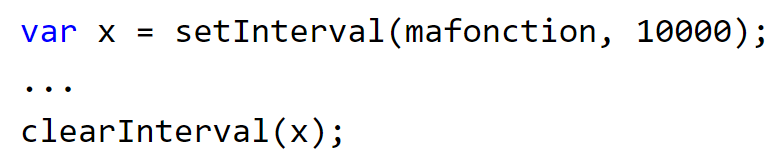 var x = setInterval(mafonction, 10000);
...
clearInterval(x);